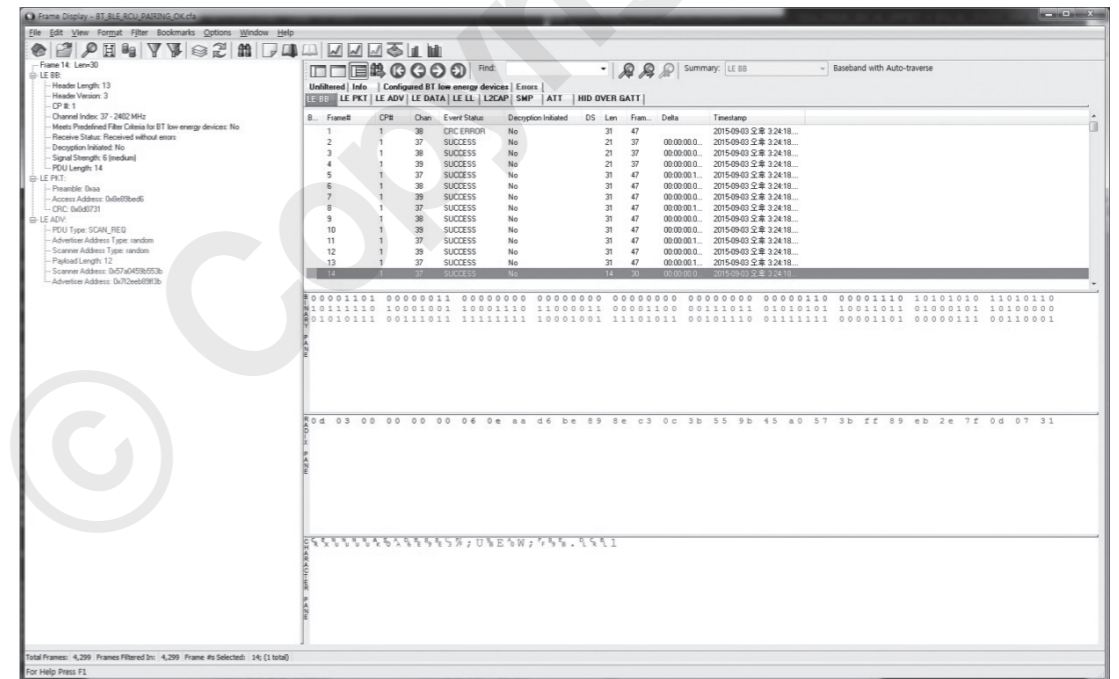 Frame Display - BT_BLE_RCU_PAIRING_OK.cfa
File Edit View Format Filter Bookmarks Options Window Help
Find:
Summary: LE BB
Baseband with Auto-traverse
Unfiltered Info Configured BT low energy devices Errors
LE BB LE PKT LE ADV LE DATA LE LL L2CAP SMP ATT HID OVER GATT
Frame 14: Len=30
LE BB:
Header Length: 13
Header Version: 3
CP #: 1
Channel Index: 37 - 2402 MHz
Meets Predefined Filter Criteria for BT low energy devices: No
Receive Status: Received without errors
Decryption Initiated: No
Signal Strength: 6 (medium)
PDU Length: 14
LE PKT:
Preamble: 0xaa
Access Address: 0x8e89bed6
CRC: 0x0d0731
LE ADV:
PDU Type: SCAN_REQ
Advertiser Address Type: random
Scanner Address Type: random
Payload Length: 12
Scanner Address: 0x57a0459b553b
Advertiser Address: 0x7f2eeb89ff3b
B... Frame# CP# Chan Event Status Decryption Initiated DS Len Fram... Delta Timestamp
1 1 38 CRC ERROR No 31 47 2015-09-03 오후 3:24:18....
2 1 37 SUCCESS No 21 37 00:00:00.0... 2015-09-03 오후 3:24:18....
3 1 38 SUCCESS No 21 37 00:00:00.0... 2015-09-03 오후 3:24:18....
4 1 39 SUCCESS No 21 37 00:00:00.0... 2015-09-03 오후 3:24:18....
5 1 37 SUCCESS No 31 47 00:00:00.1... 2015-09-03 오후 3:24:18....
6 1 38 SUCCESS No 31 47 00:00:00.0... 2015-09-03 오후 3:24:18....
7 1 39 SUCCESS No 31 47 00:00:00.0... 2015-09-03 오후 3:24:18....
8 1 37 SUCCESS No 31 47 00:00:00.1... 2015-09-03 오후 3:24:18....
9 1 38 SUCCESS No 31 47 00:00:00.0... 2015-09-03 오후 3:24:18....
10 1 39 SUCCESS No 31 47 00:00:00.0... 2015-09-03 오후 3:24:18....
11 1 37 SUCCESS No 31 47 00:00:00.1... 2015-09-03 오후 3:24:18....
12 1 39 SUCCESS No 31 47 00:00:00.0... 2015-09-03 오후 3:24:18....
13 1 37 SUCCESS No 31 47 00:00:00.1... 2015-09-03 오후 3:24:18....
14 1 37 SUCCESS No 14 30 00:00:00.0... 2015-09-03 오후 3:24:18....
BINARY PANE
00001101 00000011 00000000 00000000 00000000 00000000 00000110 00001110 10101010 11010110
10111110 10001001 10001110 11000011 00001100 00111011 01010101 10011011 01000101 10100000
01010111 00111011 11111111 10001001 11101011 00101110 01111111 00001101 00000111 00110001
RADIX PANE
0d 03 00 00 00 00 06 0e aa d6 be 89 8e c3 0c 3b 55 9b 45 a0 57 3b ff 89 eb 2e 7f 0d 07 31
CHARACTER PANE
Total Frames: 4,299 Frames Filtered In: 4,299 Frame #s Selected: 14; (1 total)
For Help Press F1